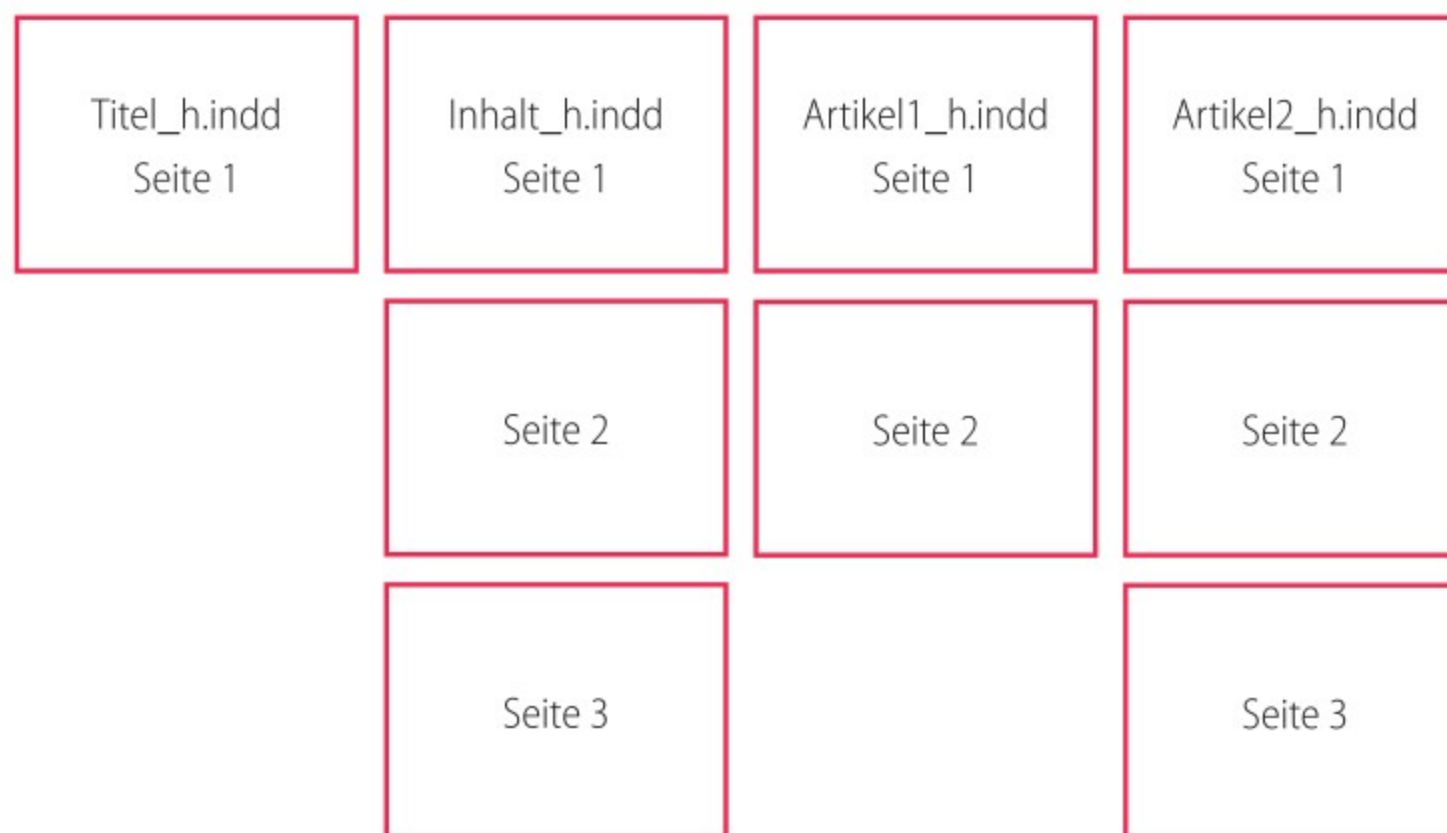 Titel_h.indd
Seite 1
Inhalt_h.indd
Seite 1
Artikel1_h.indd
Seite 1
Artikel2_h.indd
Seite 1
Seite 2
Seite 2
Seite 2
Seite 3
Seite 3